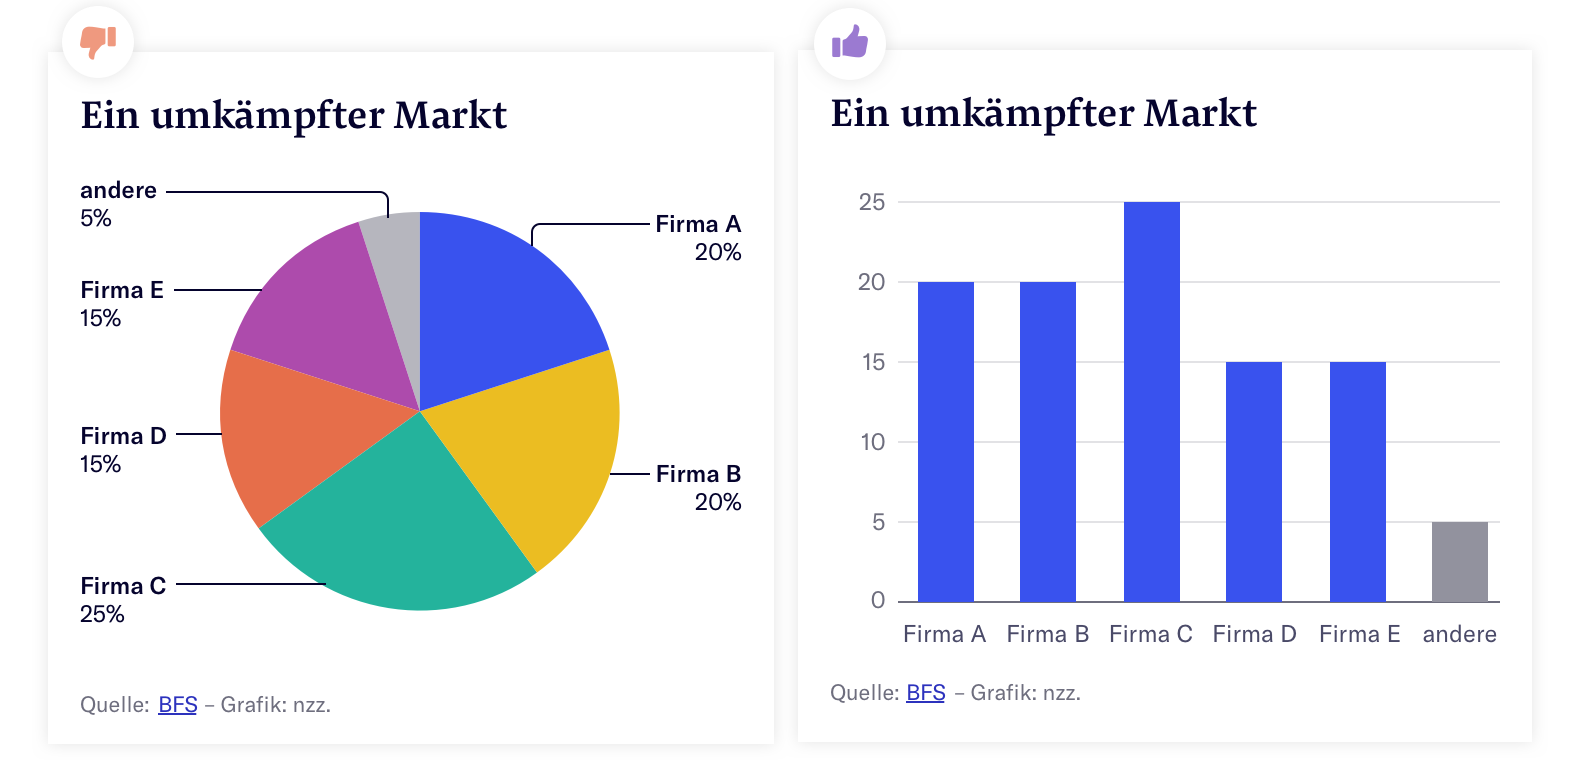 Ein umkämpfter Markt
andere
5%
Firma A
20%
Firma E
15%
Firma D
15%
Firma B
20%
Firma C
25%
Quelle: BFS – Grafik: nzz.
Ein umkämpfter Markt
25
20
15
10
5
0
Firma A Firma B Firma C Firma D Firma E andere
Quelle: BFS – Grafik: nzz.